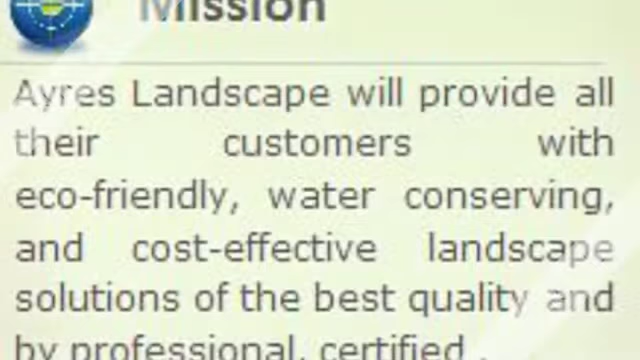 Mission
Ayres Landscape will provide all
their customers with
eco-friendly, water conserving,
and cost-effective landscape
solutions of the best quality and
by professional, certified